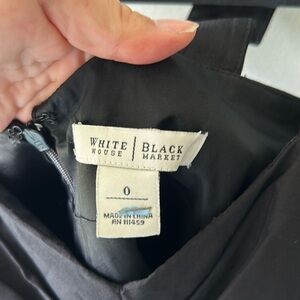 WHITE | BLACK
HOUSE | MARKET
0
MADE IN CHINA
RN 111459